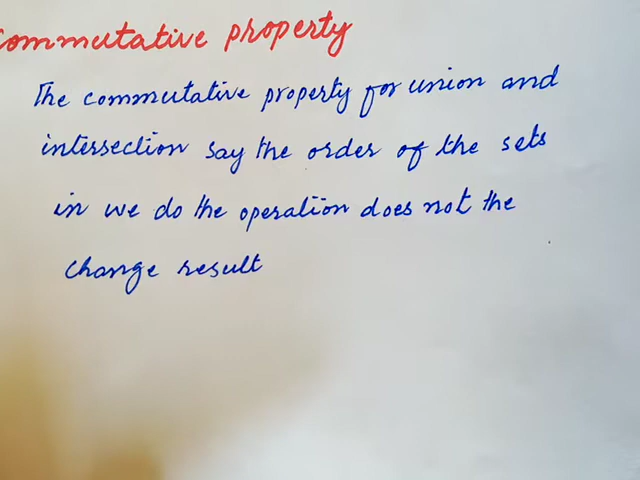 commutative property
The commutative property for union and
intersection say the order of the sets
in we do the operation does not the
change result